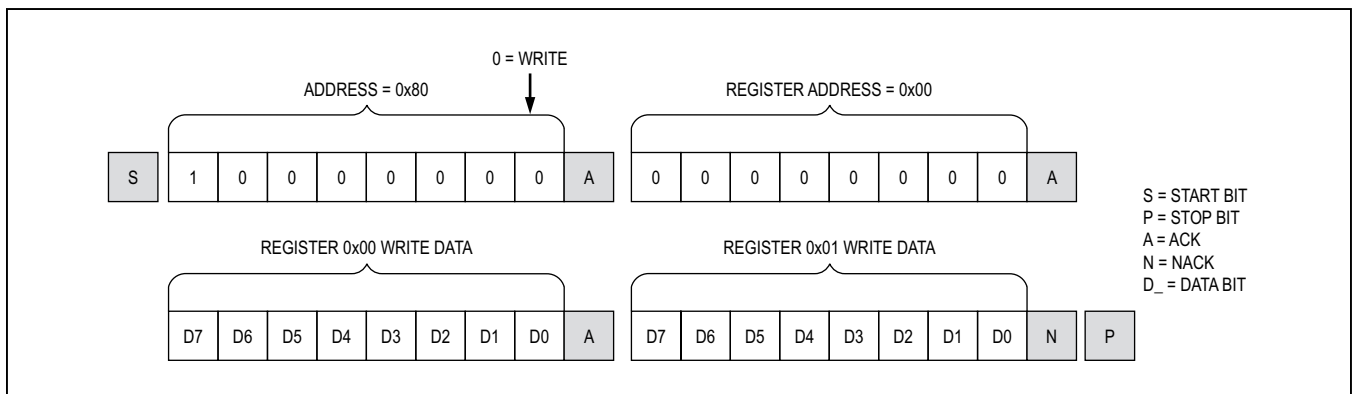 0 = WRITE
ADDRESS = 0x80 REGISTER ADDRESS = 0x00
S 1 0 0 0 0 0 0 0 A 0 0 0 0 0 0 0 0 A
S = START BIT
P = STOP BIT
A = ACK
N = NACK
D_ = DATA BIT
REGISTER 0x00 WRITE DATA REGISTER 0x01 WRITE DATA
D7 D6 D5 D4 D3 D2 D1 D0 A D7 D6 D5 D4 D3 D2 D1 D0 N P